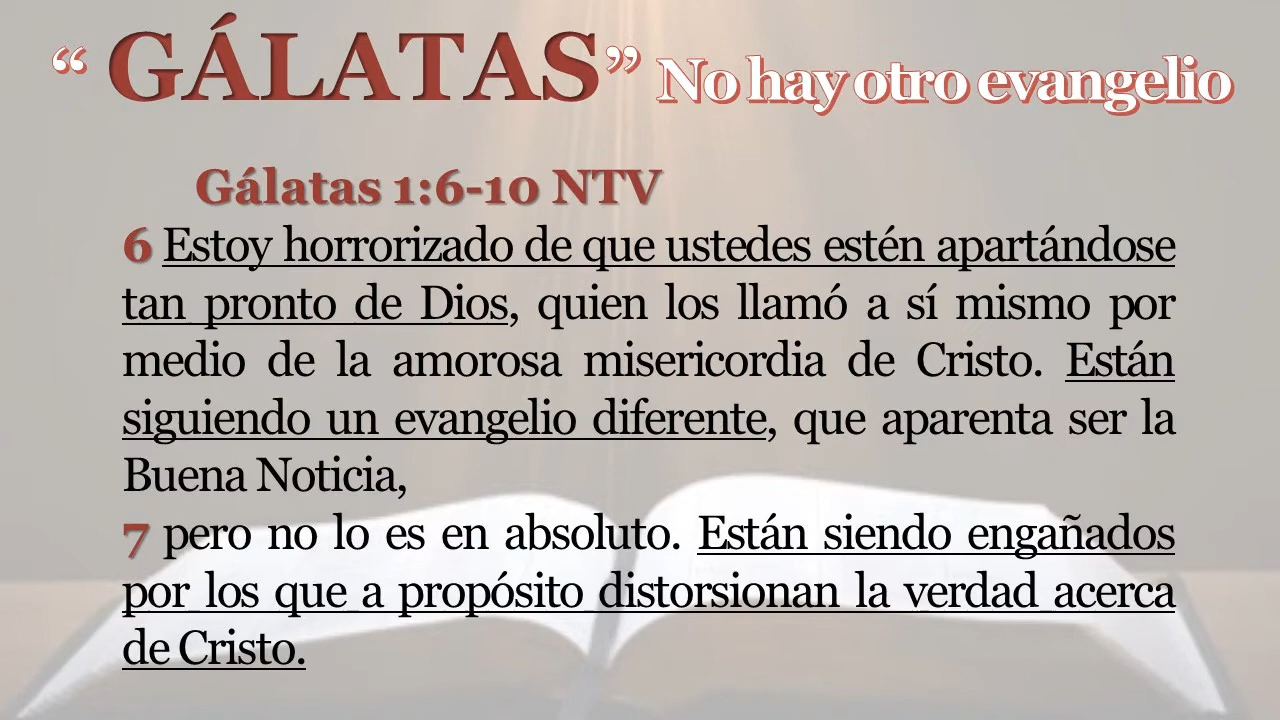 “ GÁLATAS” No hay otro evangelio
Gálatas 1:6-10 NTV
6 Estoy horrorizado de que ustedes estén apartándose
tan pronto de Dios, quien los llamó a sí mismo por
medio de la amorosa misericordia de Cristo. Están
siguiendo un evangelio diferente, que aparenta ser la
Buena Noticia,
7 pero no lo es en absoluto. Están siendo engañados
por los que a propósito distorsionan la verdad acerca
de Cristo.